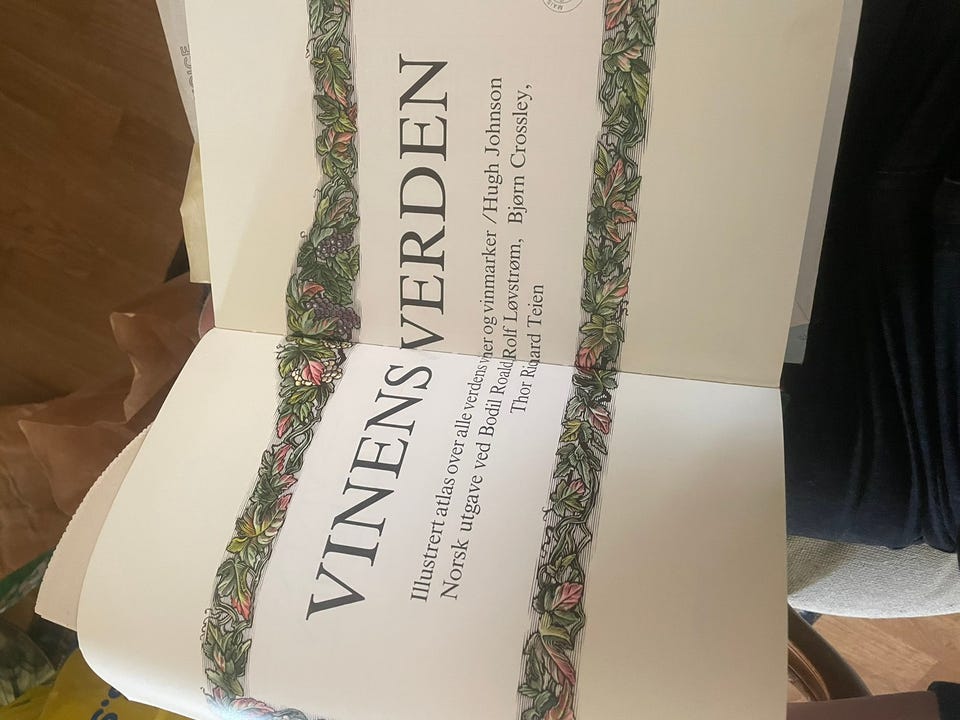 VINENS VERDEN
Illustrert atlas over alle verdens viner og vinmarker / Hugh Johnson
Norsk utgave ved Bodil Roald, Rolf Løvstrøm, Bjørn Crossley,
Thor Rikard Teien